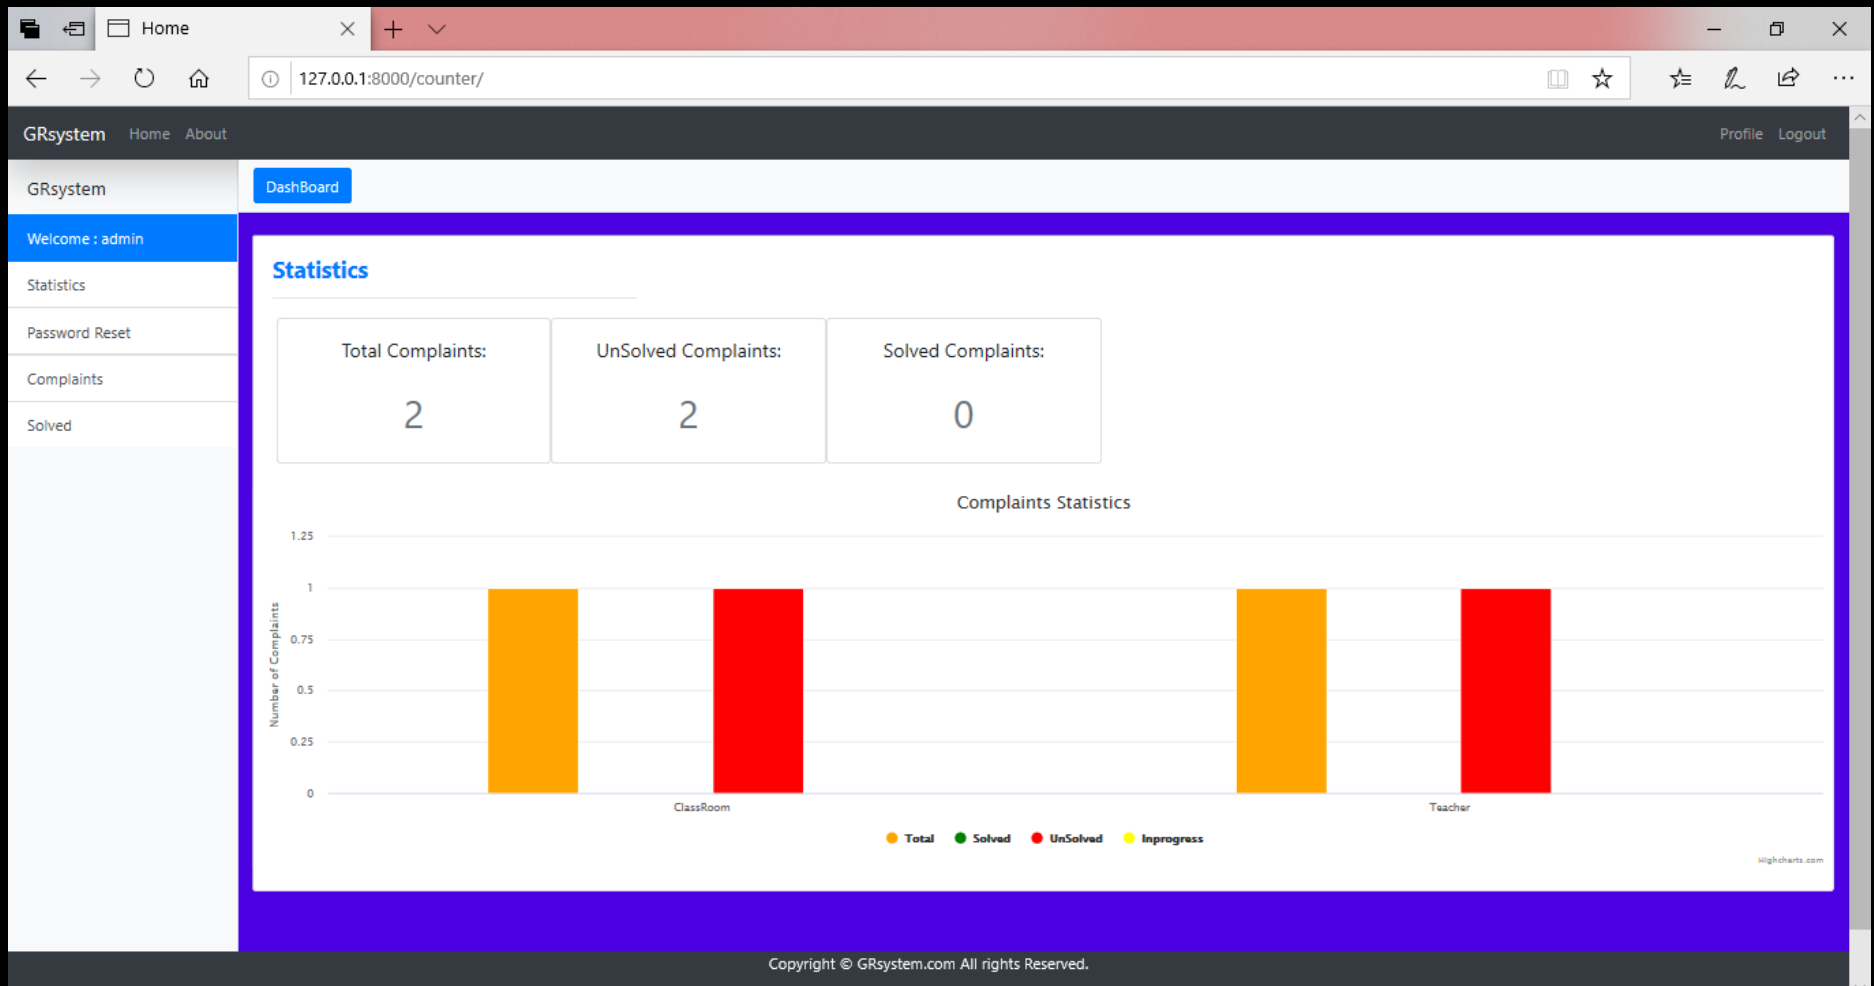 Home
127.0.0.1:8000/counter/
GRsystem Home About Profile Logout
GRsystem
DashBoard
Welcome : admin
Statistics
Password Reset
Complaints
Solved
Statistics
Total Complaints:
2
UnSolved Complaints:
2
Solved Complaints:
0
Complaints Statistics
Number of Complaints
1.25
1
0.75
0.5
0.25
0
ClassRoom Teacher
Total Solved UnSolved Inprogress
Highcharts.com
Copyright © GRsystem.com All rights Reserved.